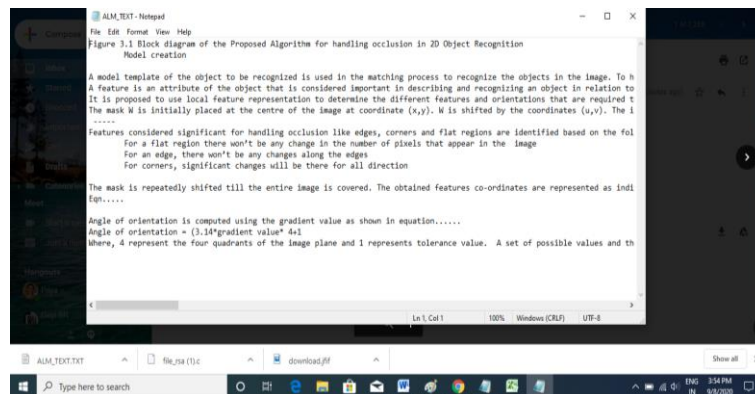 ALM_TEXT - Notepad
File Edit Format View Help
Figure 3.1 Block diagram of the Proposed Algorithm for handling occlusion in 2D Object Recognition
Model creation
A model template of the object to be recognized is used in the matching process to recognize the objects in the image. To h
A feature is an attribute of the object that is considered important in describing and recognizing an object in relation to
It is proposed to use local feature representation to determine the different features and orientations that are required t
The mask W is initially placed at the centre of the image at coordinate (x,y). W is shifted by the coordinates (u,v). The i
-----
Features considered significant for handling occlusion like edges, corners and flat regions are identified based on the fol
For a flat region there won't be any change in the number of pixels that appear in the image
For an edge, there won't be any changes along the edges
For corners, significant changes will be there for all direction
The mask is repeatedly shifted till the entire image is covered. The obtained features co-ordinates are represented as indi
Eqn.....
Angle of orientation is computed using the gradient value as shown in equation......
Angle of orientation = (3.14*gradient value* 4+1
Where, 4 represent the four quadrants of the image plane and 1 represents tolerance value. A set of possible values and th
Ln 1, Col 1 100% Windows (CRLF) UTF-8
Compose
Inbox
Meet
Hangouts
ALM_TEXT.TXT
file_rsa (1).c
download.jfif
Show all
Type here to search
ENG
IN
3:54 PM
9/8/2020